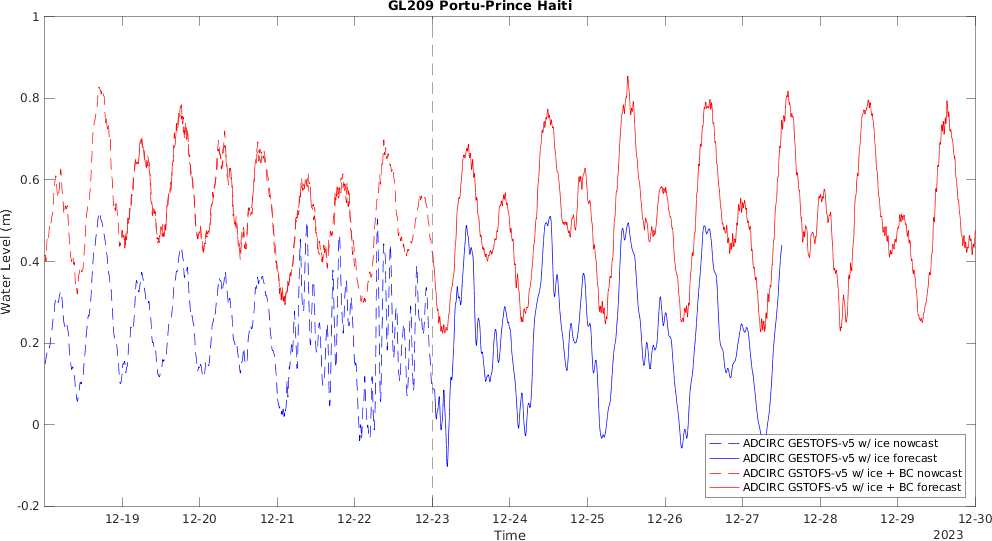 GL209 Portu-Prince Haiti
1
0.8
0.6
0.4
0.2
0
-0.2
Water Level (m)
12-19 12-20 12-21 12-22 12-23 12-24 12-25 12-26 12-27 12-28 12-29 12-30
Time
2023
ADCIRC GESTOFS-v5 w/ ice nowcast
ADCIRC GESTOFS-v5 w/ ice forecast
ADCIRC GSTOFS-v5 w/ ice + BC nowcast
ADCIRC GSTOFS-v5 w/ ice + BC forecast